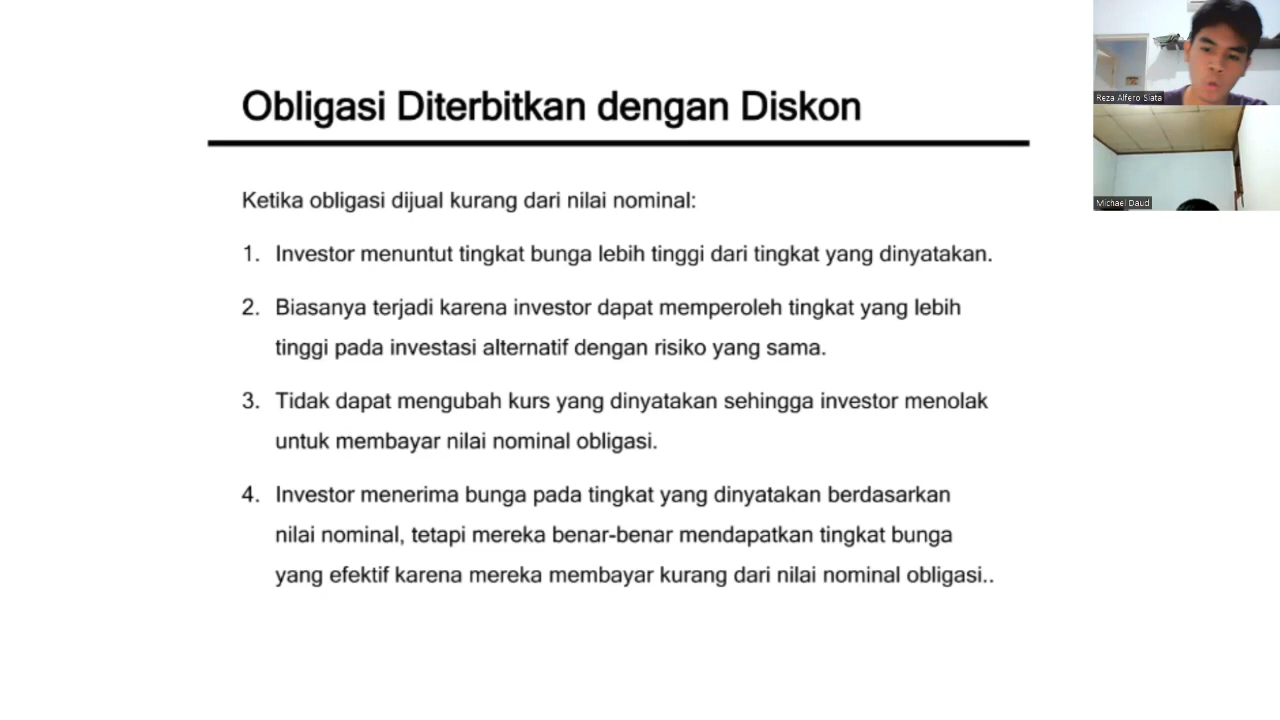 Obligasi Diterbitkan dengan Diskon
Ketika obligasi dijual kurang dari nilai nominal:
1. Investor menuntut tingkat bunga lebih tinggi dari tingkat yang dinyatakan.
2. Biasanya terjadi karena investor dapat memperoleh tingkat yang lebih
tinggi pada investasi alternatif dengan risiko yang sama.
3. Tidak dapat mengubah kurs yang dinyatakan sehingga investor menolak
untuk membayar nilai nominal obligasi.
4. Investor menerima bunga pada tingkat yang dinyatakan berdasarkan
nilai nominal, tetapi mereka benar-benar mendapatkan tingkat bunga
yang efektif karena mereka membayar kurang dari nilai nominal obligasi..
Reza Alfero Siata
Michael Daud